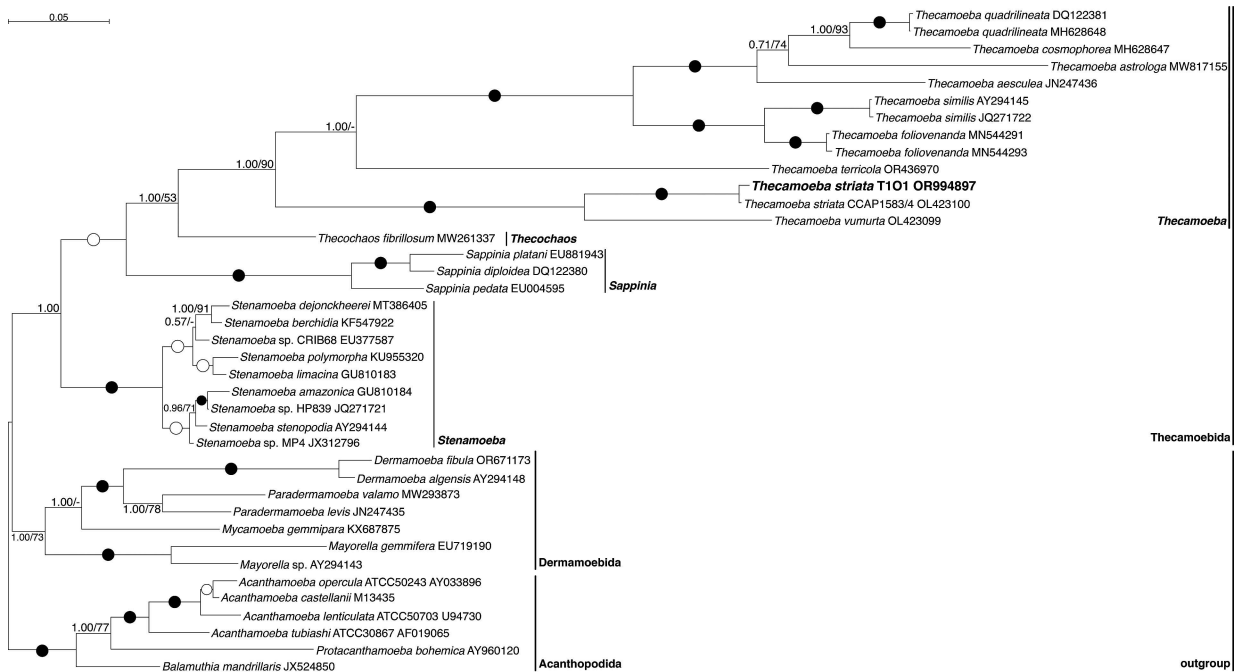 0.05
Thecamoeba quadrilineata DQ122381
1.00/93
Thecamoeba quadrilineata MH628648
0.71/74
Thecamoeba cosmophorea MH628647
Thecamoeba astrologa MW817155
Thecamoeba aesculea JN247436
Thecamoeba similis AY294145
Thecamoeba similis JQ271722
1.00/-
Thecamoeba foliovenanda MN544291
Thecamoeba foliovenanda MN544293
1.00/90
Thecamoeba terricola OR436970
Thecamoeba striata T1O1 OR994897
1.00/53
Thecamoeba striata CCAP1583/4 OL423100
Thecamoeba vumurta OL423099
Thecamoeba
Thecochaos fibrillosum MW261337
Thecochaos
Sappinia platani EU881943
Sappinia diploidea DQ122380
Sappinia pedata EU004595
Sappinia
1.00
1.00/91
Stenamoeba dejonckheerei MT386405
0.57/-
Stenamoeba berchidia KF547922
Stenamoeba sp. CRIB68 EU377587
Stenamoeba polymorpha KU955320
Stenamoeba limacina GU810183
Stenamoeba amazonica GU810184
0.96/71
Stenamoeba sp. HP839 JQ271721
Stenamoeba stenopodia AY294144
Stenamoeba sp. MP4 JX312796
Stenamoeba
Thecamoebida
Dermamoeba fibula OR671173
Dermamoeba algensis AY294148
1.00/-
Paradermamoeba valamo MW293873
1.00/78
Paradermamoeba levis JN247435
Mycamoeba gemmipara KX687875
1.00/73
Mayorella gemmifera EU719190
Mayorella sp. AY294143
Dermamoebida
Acanthamoeba opercula ATCC50243 AY033896
Acanthamoeba castellanii M13435
Acanthamoeba lenticulata ATCC50703 U94730
1.00/77
Acanthamoeba tubiashi ATCC30867 AF019065
Protacanthamoeba bohemica AY960120
Balamuthia mandrillaris JX524850
Acanthopodida
outgroup